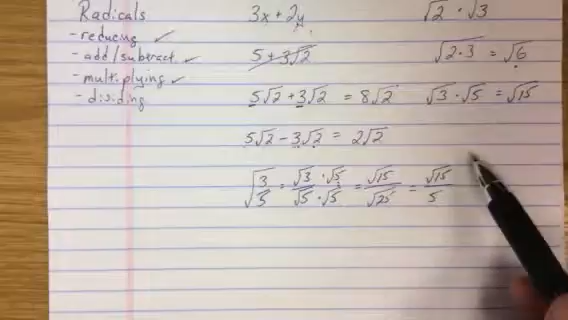 Radicals
- reducing ✓
- add/subtract ✓
- multiplying ✓
- dividing
3x + 2y
5 + 3√2
5√2 + 3√2 = 8√2
5√2 - 3√2 = 2√2
√(3/5) = √3 · √5 / √5 · √5 = √15 / √25 = √15 / 5
√2 · √3
√2·3 = √6
√3 · √5 = √15